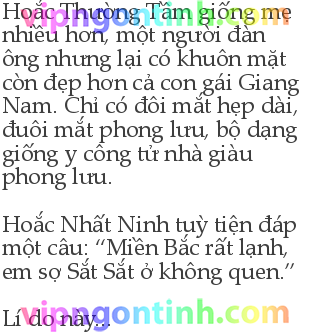 Hoắc Thường Tầm giống mẹ
nhiều hơn, một người đàn
ông nhưng lại có khuôn mặt
còn đẹp hơn cả con gái Giang
Nam. Chỉ có đôi mắt hẹp dài,
đuôi mắt phong lưu, bộ dạng
giống y công tử nhà giàu
phong lưu.
Hoắc Nhất Ninh tuỳ tiện đáp
một câu: “Miền Bắc rất lạnh,
em sợ Sắt Sắt ở không quen.”
Lí do này...
vipngontinh.com
vipngontinh.com